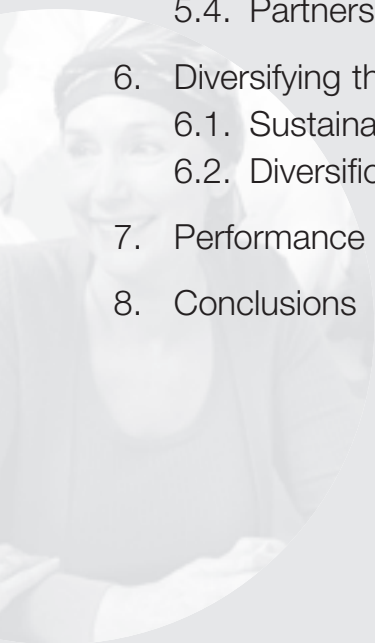 5.4. Partners
6. Diversifying th
6.1. Sustaina
6.2. Diversific
7. Performance
8. Conclusions